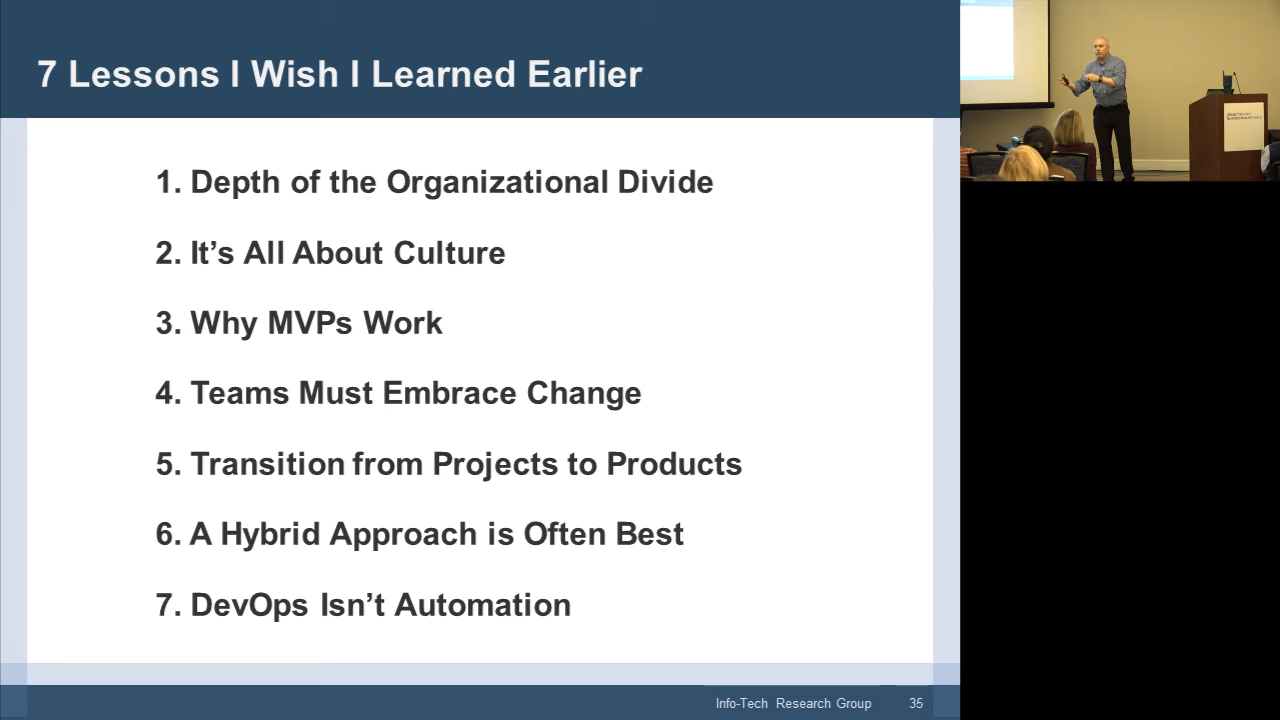 7 Lessons I Wish I Learned Earlier
1. Depth of the Organizational Divide
2. It’s All About Culture
3. Why MVPs Work
4. Teams Must Embrace Change
5. Transition from Projects to Products
6. A Hybrid Approach is Often Best
7. DevOps Isn’t Automation
Info-Tech Research Group 35